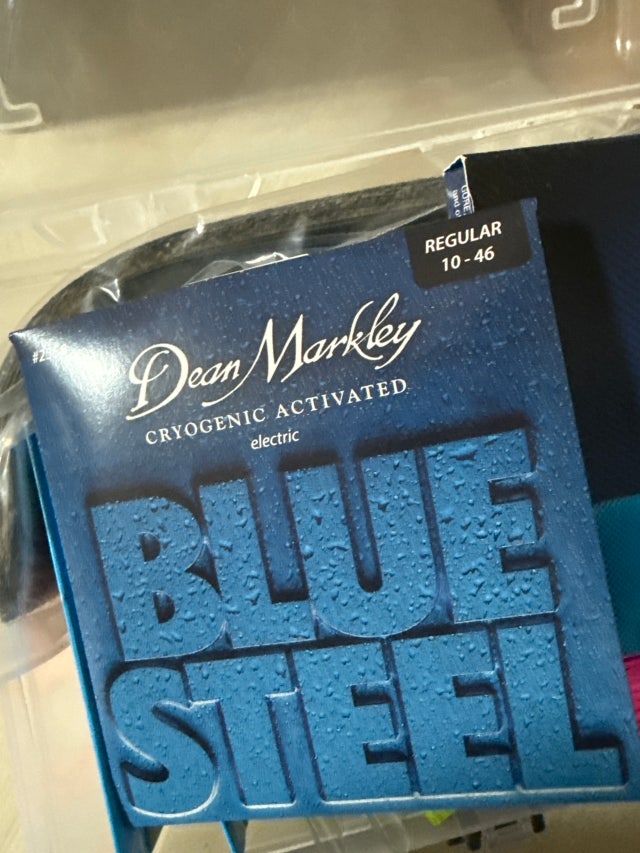 REGULAR
10 - 46
Dean Markley
CRYOGENIC ACTIVATED
electric
BLUE
STEEL